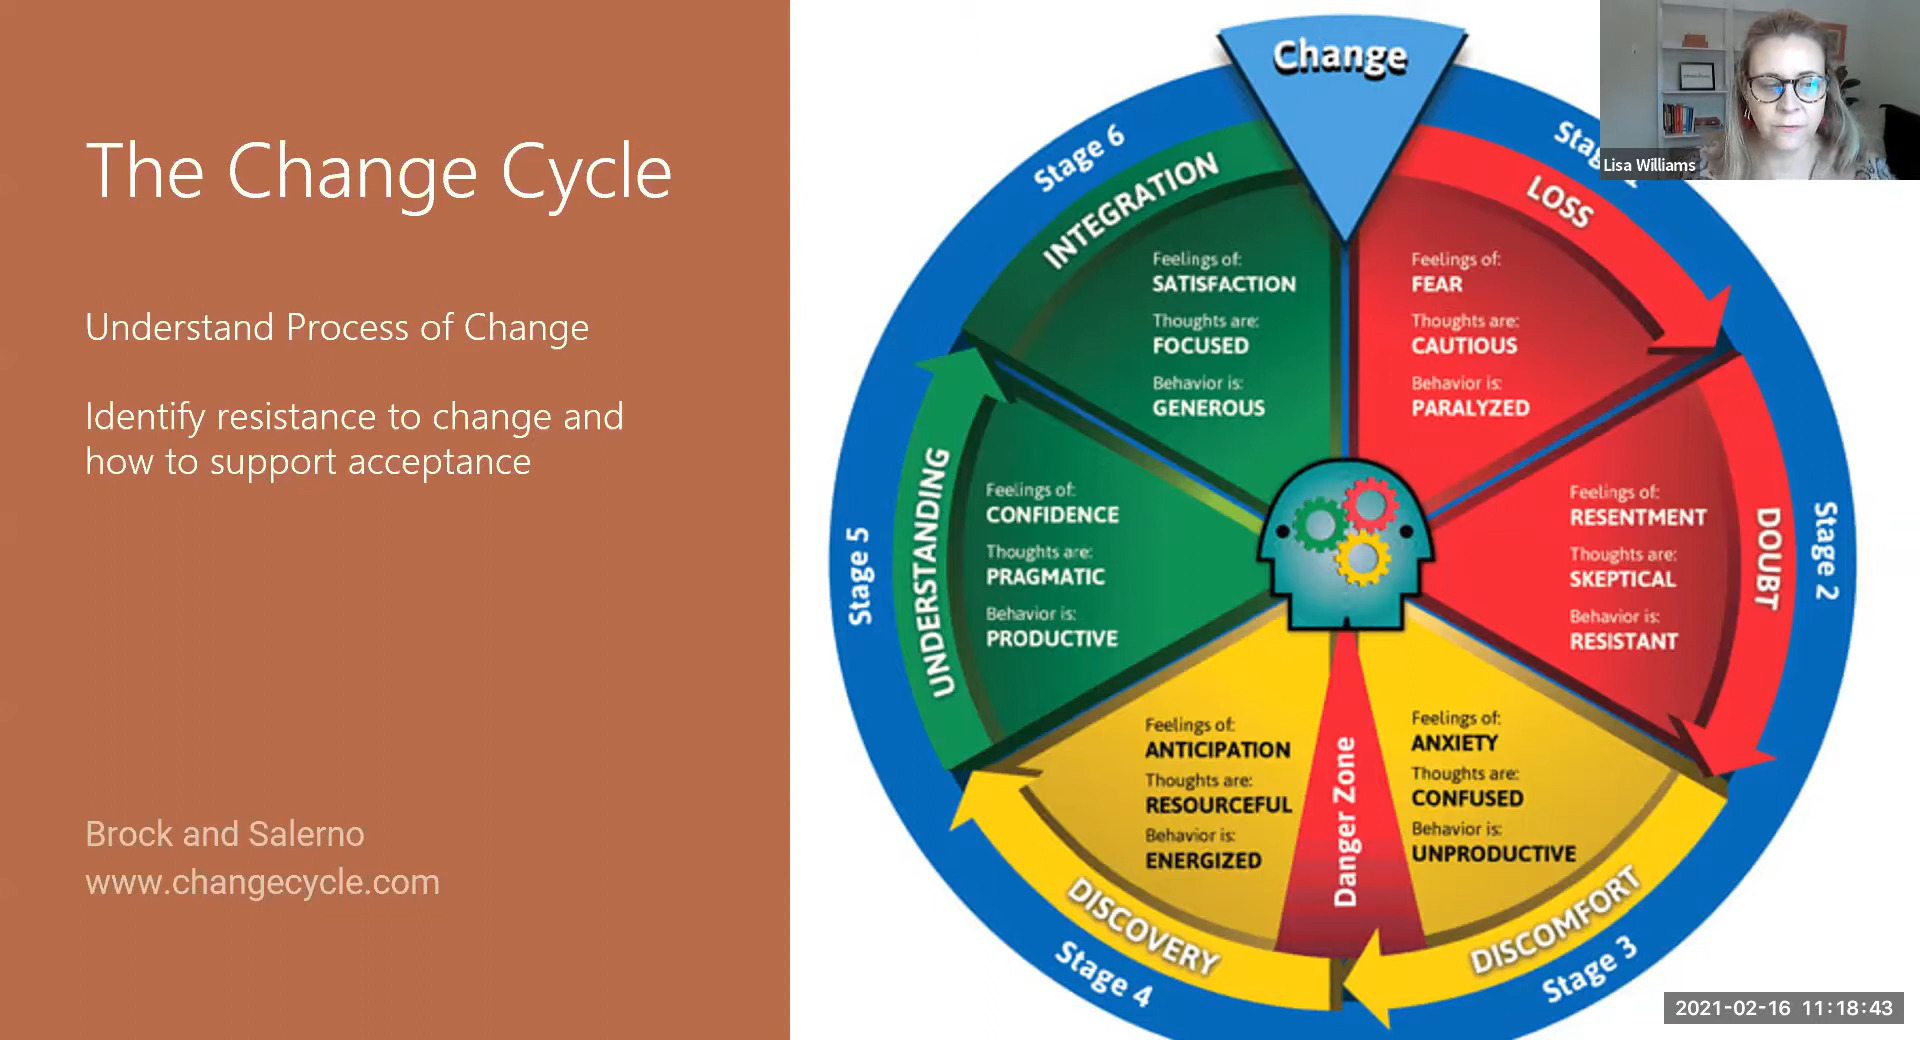 The Change Cycle
Understand Process of Change
Identify resistance to change and
how to support acceptance
Brock and Salerno
www.changecycle.com
Change
LOSS
Feelings of:
FEAR
Thoughts are:
CAUTIOUS
Behavior is:
PARALYZED
Stage 2
DOUBT
Feelings of:
RESENTMENT
Thoughts are:
SKEPTICAL
Behavior is:
RESISTANT
Stage 3
DISCOMFORT
Feelings of:
ANXIETY
Thoughts are:
CONFUSED
Behavior is:
UNPRODUCTIVE
Danger Zone
Stage 4
DISCOVERY
Feelings of:
ANTICIPATION
Thoughts are:
RESOURCEFUL
Behavior is:
ENERGIZED
Stage 5
UNDERSTANDING
Feelings of:
CONFIDENCE
Thoughts are:
PRAGMATIC
Behavior is:
PRODUCTIVE
Stage 6
INTEGRATION
Feelings of:
SATISFACTION
Thoughts are:
FOCUSED
Behavior is:
GENEROUS
Lisa Williams
2021-02-16 11:18:43